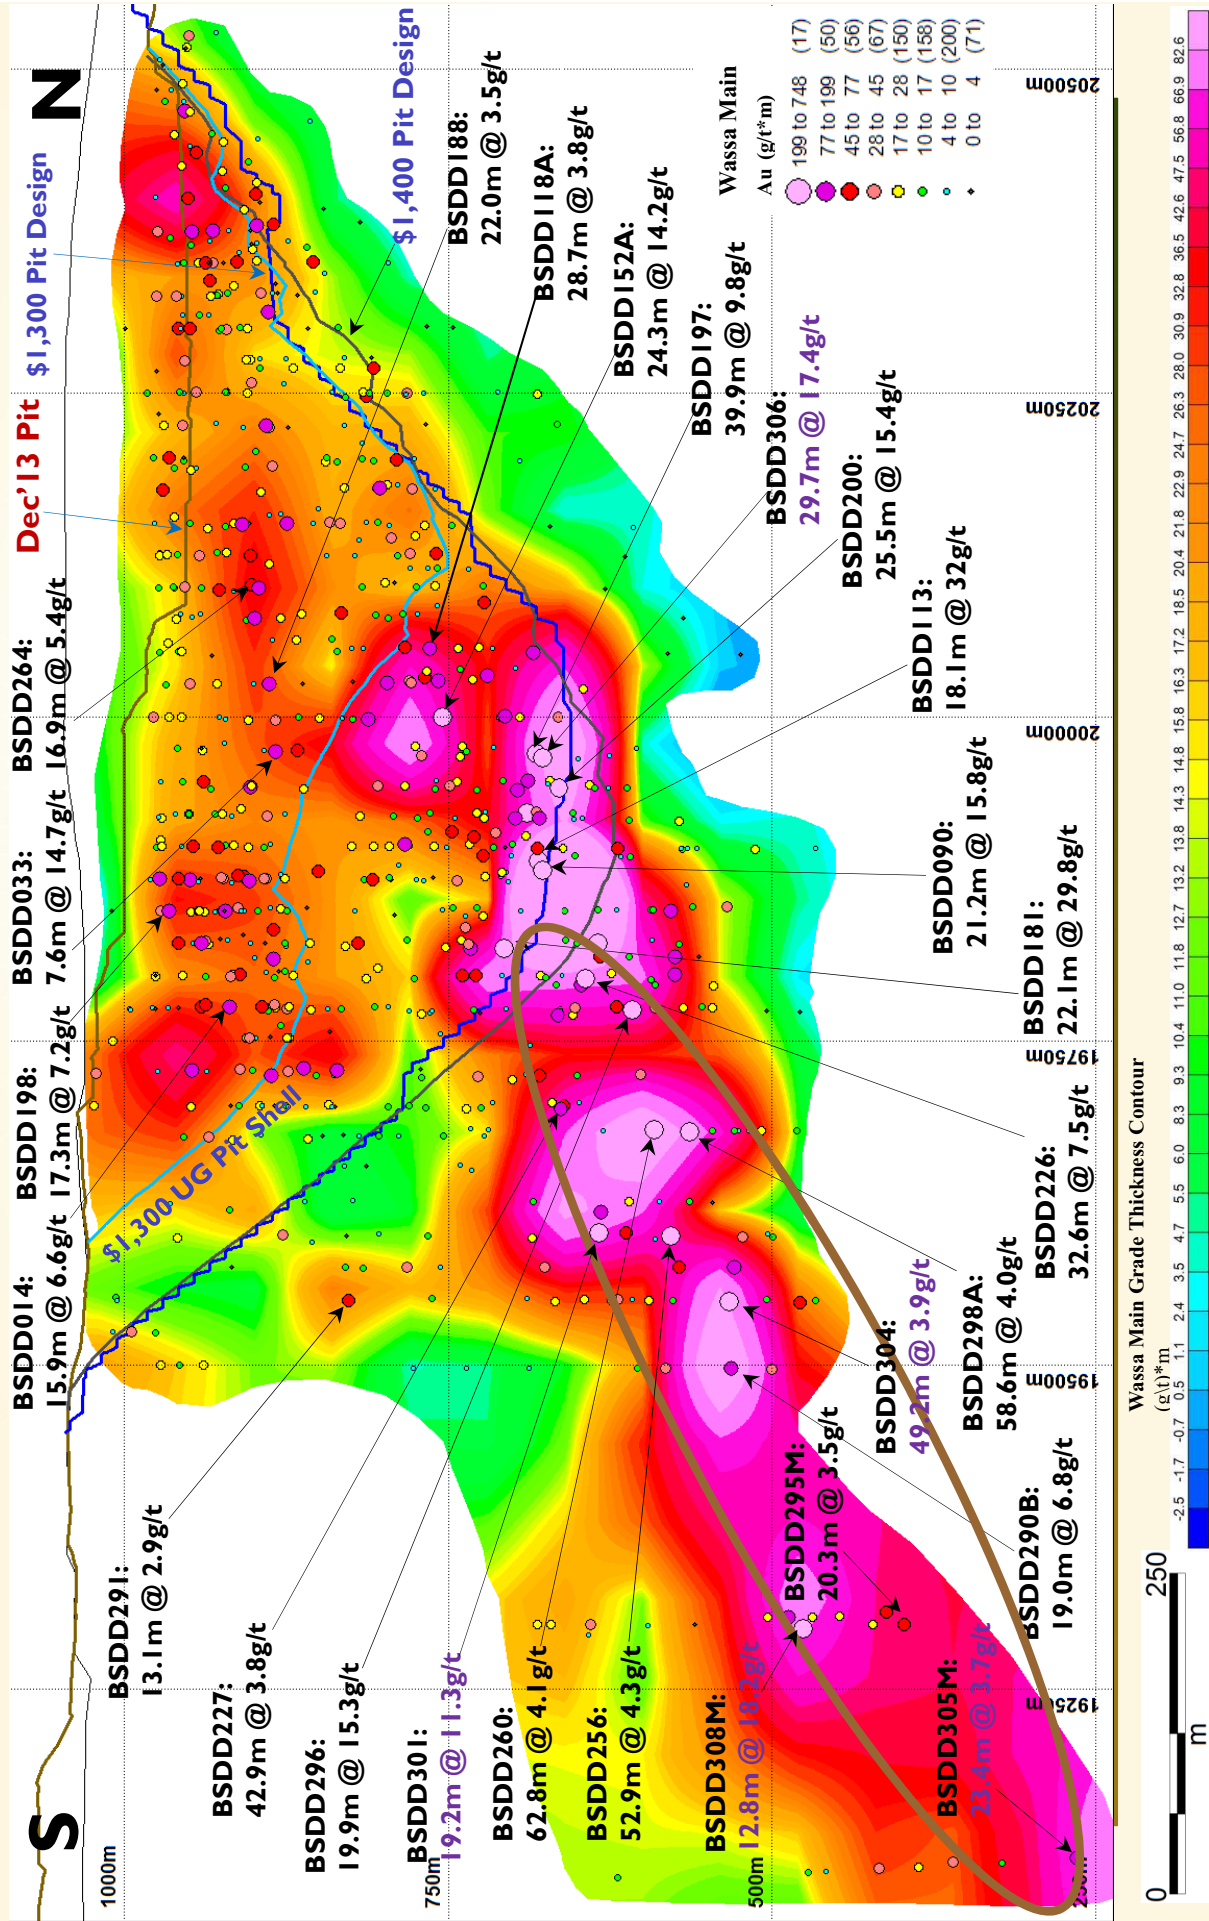 S
N
Dec'13 Pit
$1,300 Pit Design
$1,400 Pit Design
$1,300 UG Pit Shell
BSDD014:
15.9m @ 6.6g/t
BSDD198:
17.3m @ 7.2g/t
BSDD033:
7.6m @ 14.7g/t
BSDD264:
16.9m @ 5.4g/t
BSDD188:
22.0m @ 3.5g/t
BSDD118A:
28.7m @ 3.8g/t
BSDD152A:
24.3m @ 14.2g/t
BSDD197:
39.9m @ 9.8g/t
BSDD306:
29.7m @ 17.4g/t
BSDD200:
25.5m @ 15.4g/t
BSDD113:
18.1m @ 32g/t
BSDD090:
21.2m @ 15.8g/t
BSDD181:
22.1m @ 29.8g/t
BSDD226:
32.6m @ 7.5g/t
BSDD298A:
58.6m @ 4.0g/t
BSDD304:
49.2m @ 3.9g/t
BSDD290B:
19.0m @ 6.8g/t
BSDD295M:
20.3m @ 3.5g/t
BSDD305M:
23.4m @ 3.7g/t
BSDD308M:
12.8m @ 18.2g/t
BSDD256:
52.9m @ 4.3g/t
BSDD260:
62.8m @ 4.1g/t
BSDD301:
19.2m @ 11.3g/t
BSDD296:
19.9m @ 15.3g/t
BSDD227:
42.9m @ 3.8g/t
BSDD291:
13.1m @ 2.9g/t
1000m
750m
500m
250m
19250m
19500m
19750m
20000m
20250m
20500m
Wassa Main
Au (g/t*m)
199 to 748 (17)
77 to 199 (50)
45 to 77 (56)
28 to 45 (67)
17 to 28 (150)
10 to 17 (158)
4 to 10 (200)
0 to 4 (71)
Wassa Main Grade Thickness Contour
(g\t)*m
-2.5 -1.7 -0.7 0.5 1.1 2.4 3.5 4.7 5.5 6.0 8.3 9.3 10.4 11.0 11.8 12.7 13.2 13.8 14.3 14.8 15.8 16.3 17.2 18.5 20.4 21.8 22.9 24.7 26.3 28.0 30.9 32.8 36.5 42.6 47.5 56.8 66.9 82.6
0 250
m